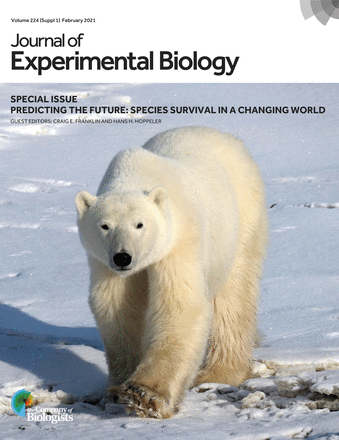 Volume 224 (Suppl 1) February 2021
Journal of
Experimental Biology
SPECIAL ISSUE
PREDICTING THE FUTURE: SPECIES SURVIVAL IN A CHANGING WORLD
GUEST EDITORS: CRAIG E. FRANKLIN AND HANS H. HOPPELER
The Company of
Biologists